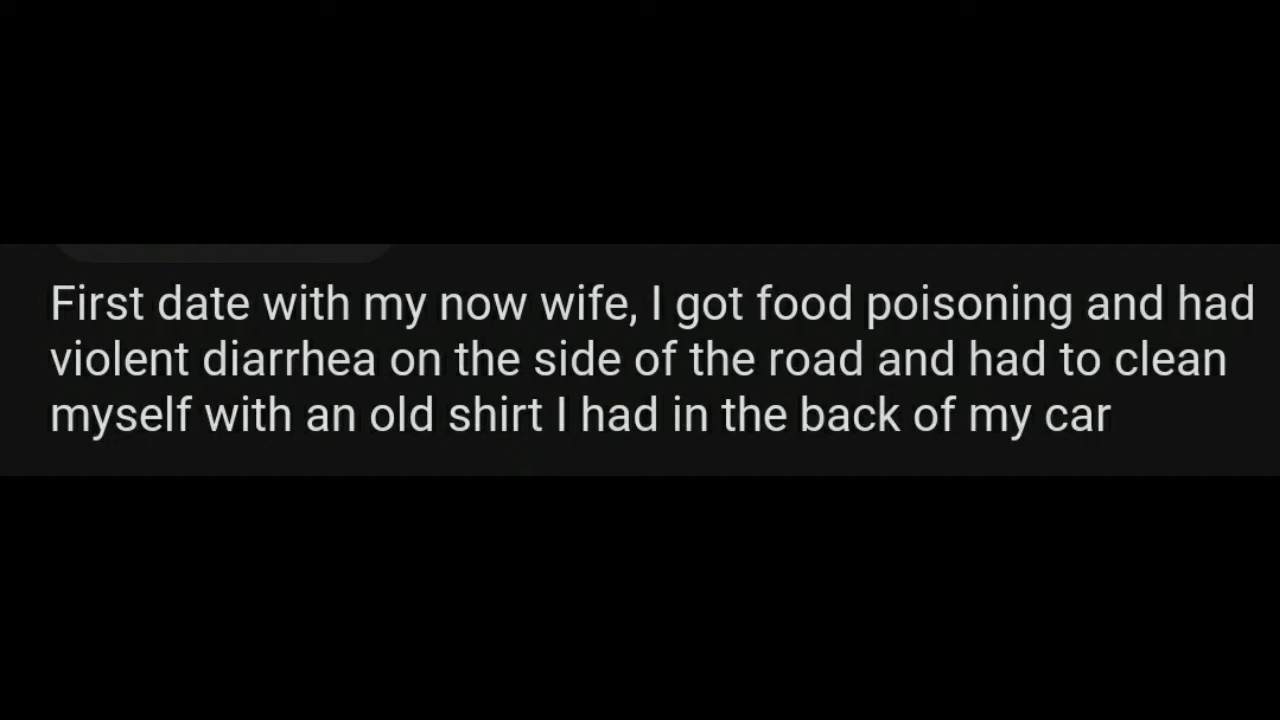 First date with my now wife, I got food poisoning and had
violent diarrhea on the side of the road and had to clean
myself with an old shirt I had in the back of my car